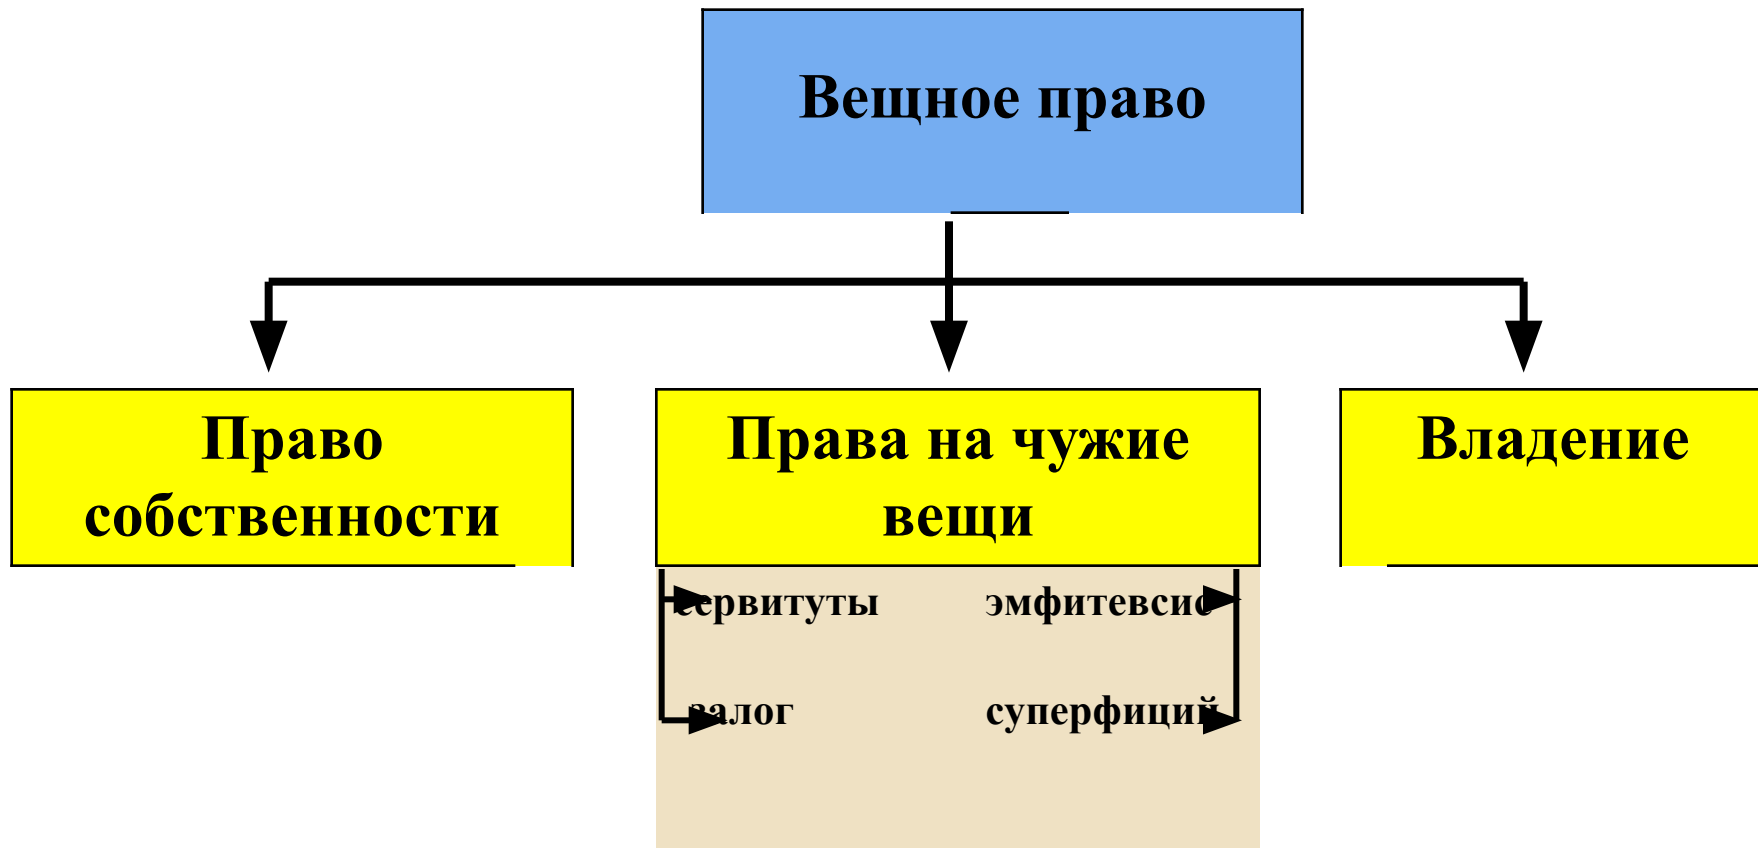 Вещное право
Право
собственности
Права на чужие
вещи
Владение
сервитуты
эмфитевсис
залог
суперфиций